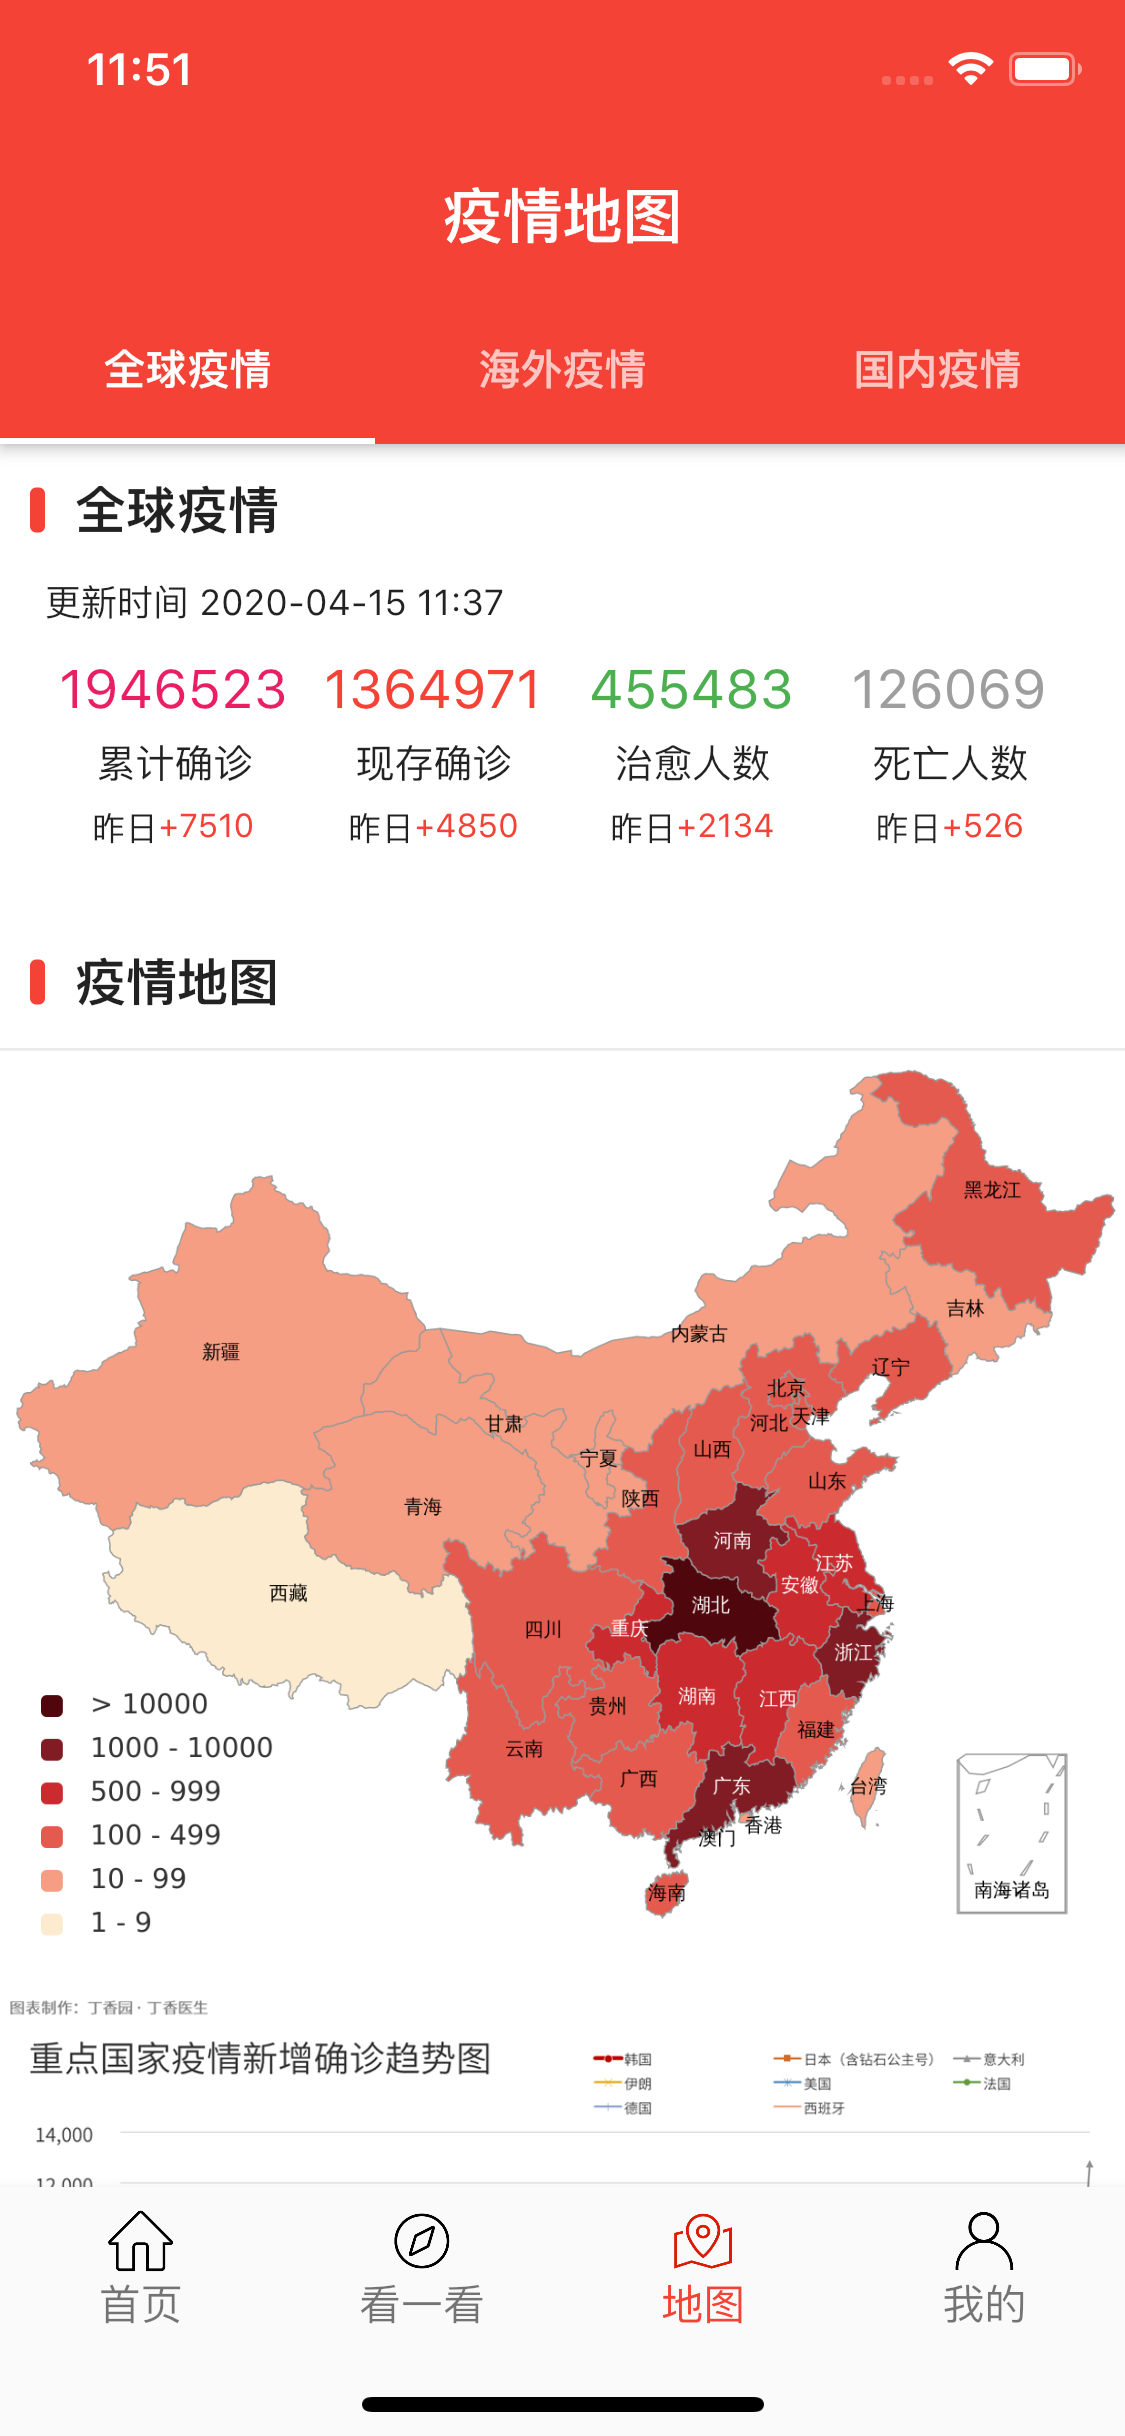 11:51
疫情地图
全球疫情 海外疫情 国内疫情
全球疫情
更新时间 2020-04-15 11:37
1946523 1364971 455483 126069
累计确诊 现存确诊 治愈人数 死亡人数
昨日+7510 昨日+4850 昨日+2134 昨日+526
疫情地图
黑龙江
吉林
内蒙古
新疆
辽宁
北京
天津
河北
甘肃
山西
宁夏
山东
陕西
青海
河南
江苏
安徽
西藏
湖北
上海
四川
重庆
浙江
湖南
江西
贵州
福建
云南
广西
广东
台湾
香港
澳门
海南
南海诸岛
> 10000
1000 - 10000
500 - 999
100 - 499
10 - 99
1 - 9
图表制作：丁香园 · 丁香医生
重点国家疫情新增确诊趋势图
韩国 日本（含钻石公主号） 意大利
伊朗 美国 法国
德国 西班牙
14,000
12,000
首页 看一看 地图 我的